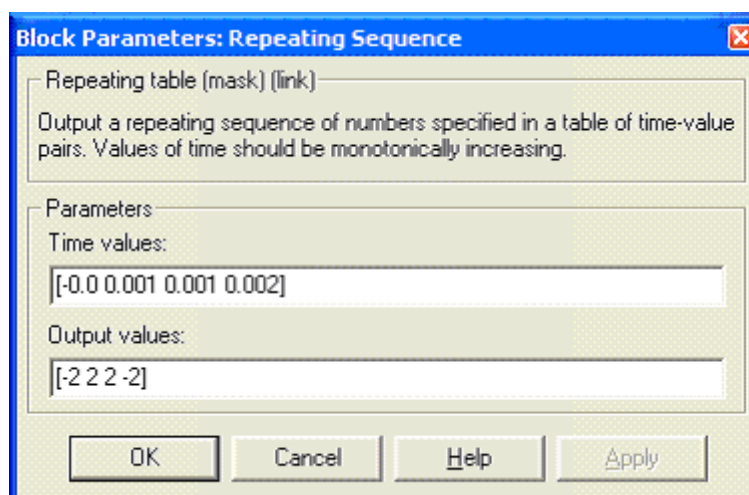 Block Parameters: Repeating Sequence
Repeating table (mask) (link)
Output a repeating sequence of numbers specified in a table of time-value
pairs. Values of time should be monotonically increasing.
Parameters
Time values:
[-0.0 0.001 0.001 0.002]
Output values:
[-2 2 2 -2]
OK Cancel Help Apply